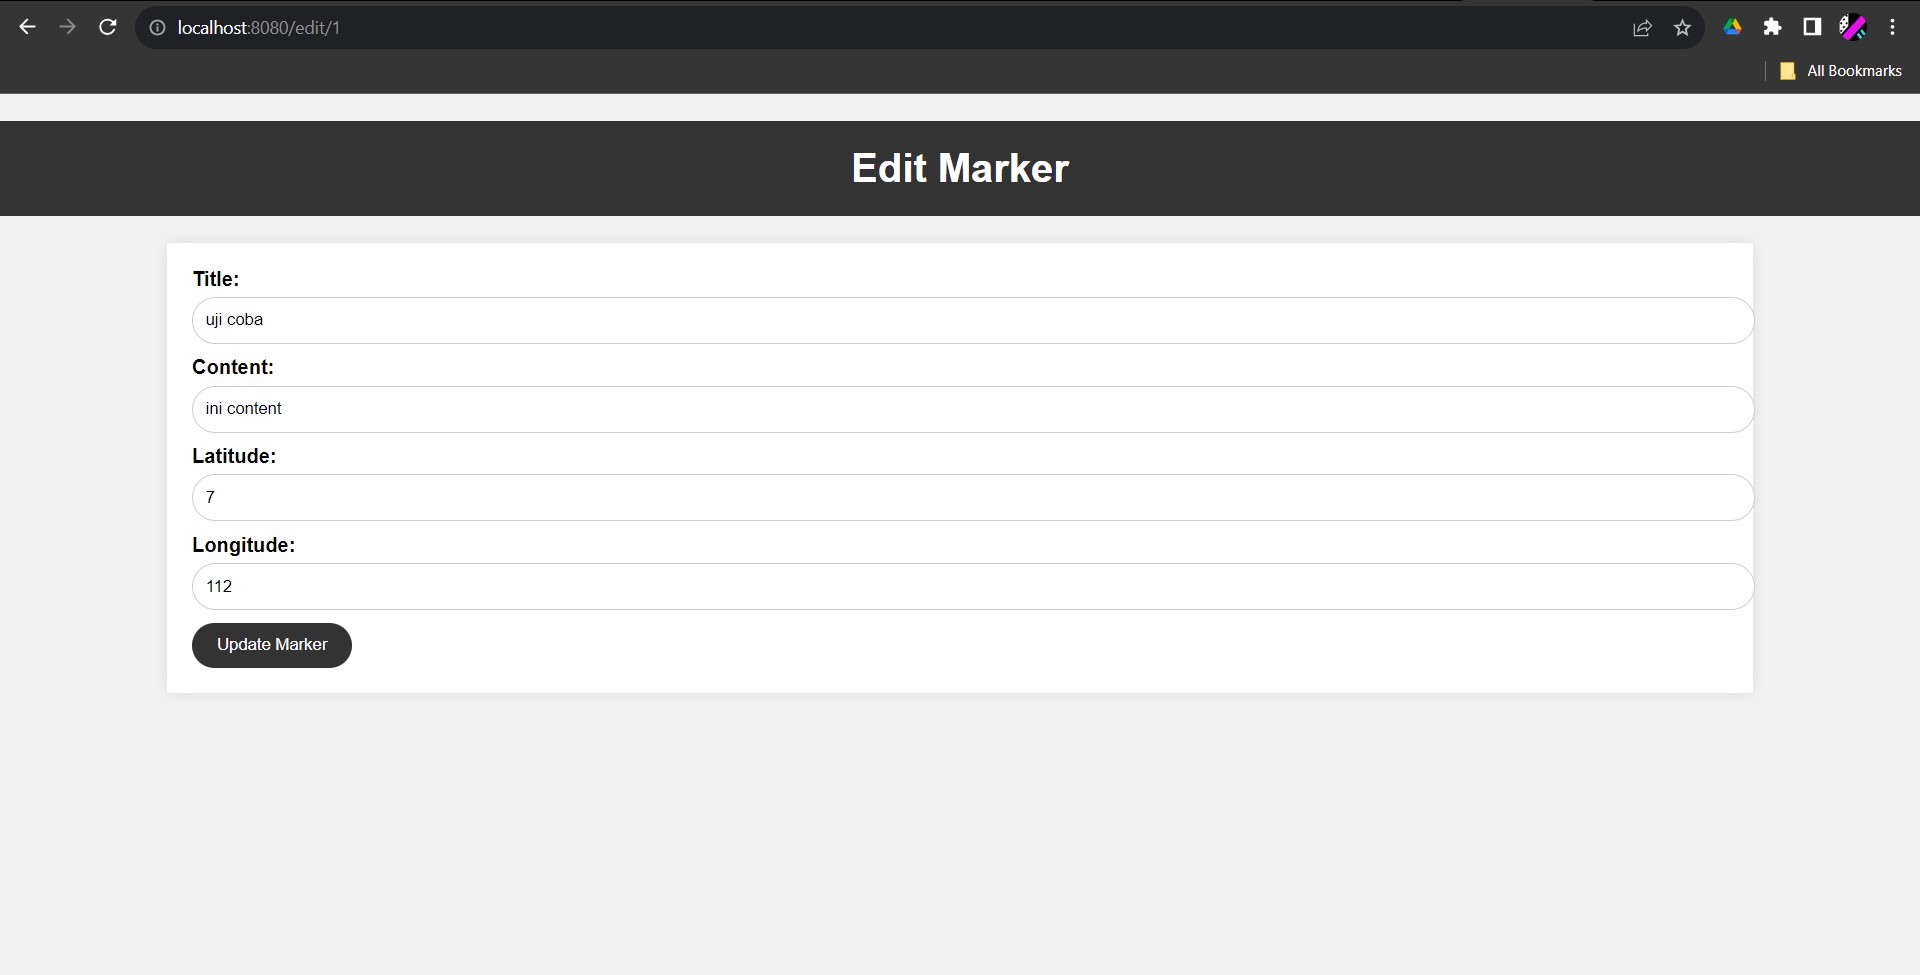 localhost:8080/edit/1
All Bookmarks
Edit Marker
Title:
uji coba
Content:
ini content
Latitude:
7
Longitude:
112
Update Marker